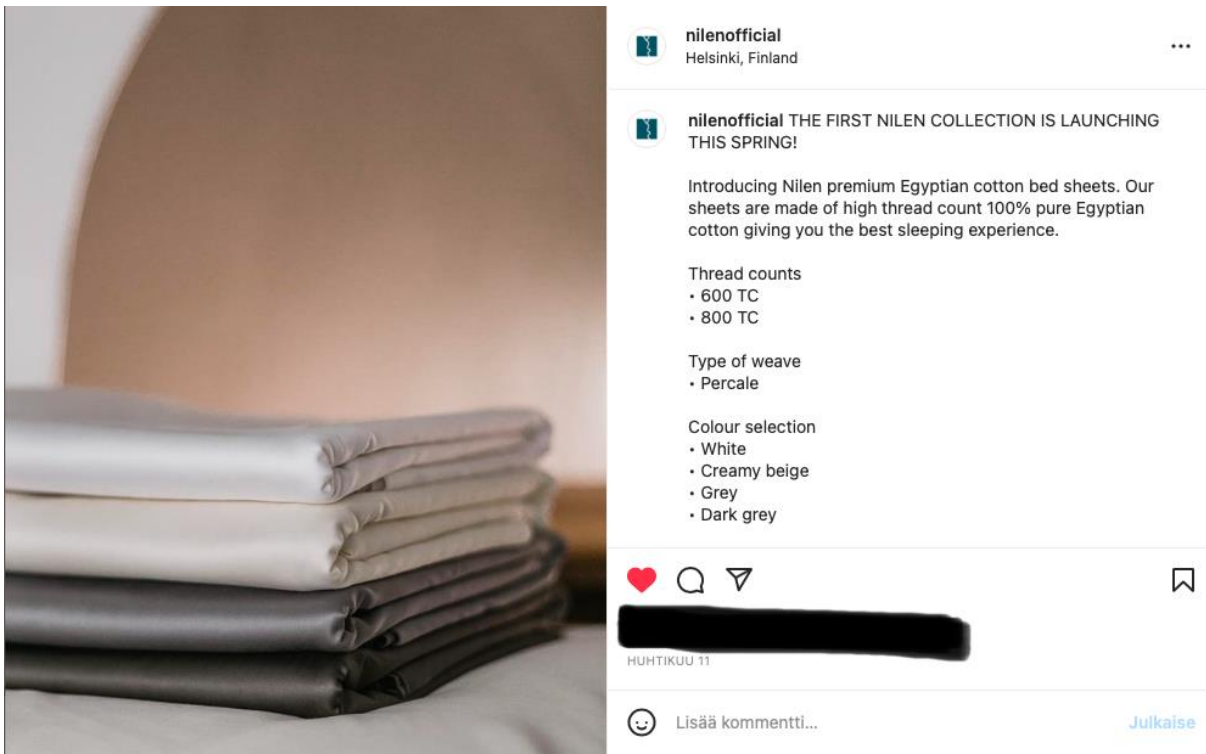 nilenofficial
Helsinki, Finland
nilenofficial THE FIRST NILEN COLLECTION IS LAUNCHING
THIS SPRING!
Introducing Nilen premium Egyptian cotton bed sheets. Our
sheets are made of high thread count 100% pure Egyptian
cotton giving you the best sleeping experience.
Thread counts
• 600 TC
• 800 TC
Type of weave
• Percale
Colour selection
• White
• Creamy beige
• Grey
• Dark grey
HUHTIKUU 11
Lisää kommentti...
Julkaise